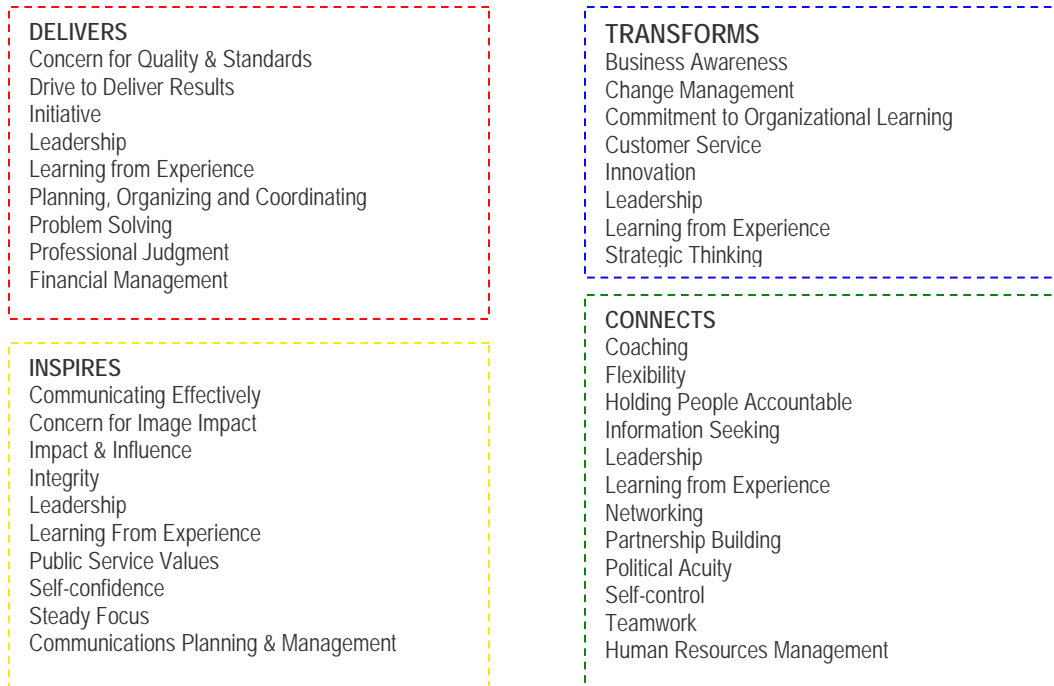 DELIVERS
Concern for Quality & Standards
Drive to Deliver Results
Initiative
Leadership
Learning from Experience
Planning, Organizing and Coordinating
Problem Solving
Professional Judgment
Financial Management
INSPIRES
Communicating Effectively
Concern for Image Impact
Impact & Influence
Integrity
Leadership
Learning From Experience
Public Service Values
Self-confidence
Steady Focus
Communications Planning & Management
TRANSFORMS
Business Awareness
Change Management
Commitment to Organizational Learning
Customer Service
Innovation
Leadership
Learning from Experience
Strategic Thinking
CONNECTS
Coaching
Flexibility
Holding People Accountable
Information Seeking
Leadership
Learning from Experience
Networking
Partnership Building
Political Acuity
Self-control
Teamwork
Human Resources Management